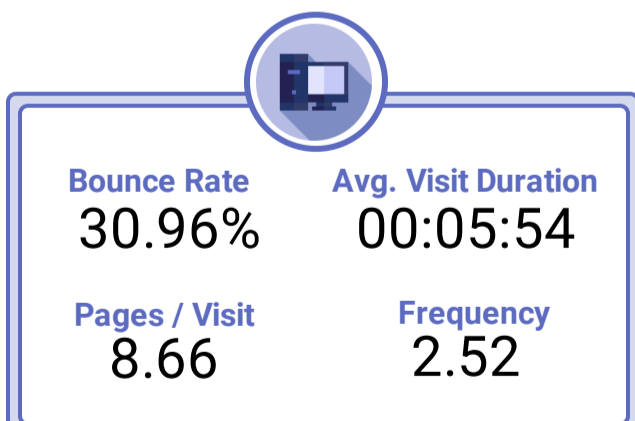 Bounce Rate
30.96%
Avg. Visit Duration
00:05:54
Pages / Visit
8.66
Frequency
2.52